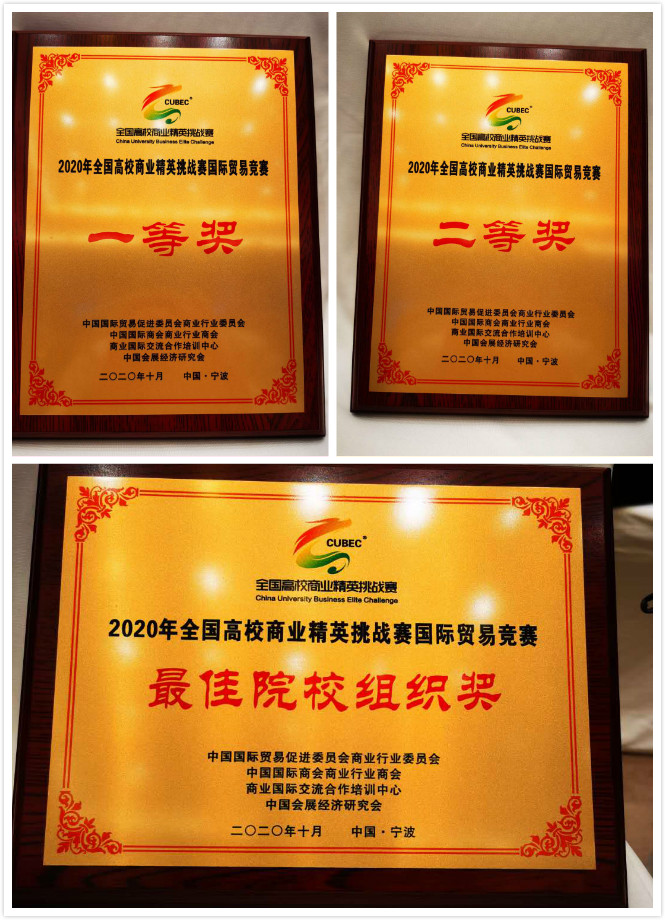 CUBEC®
全国高校商业精英挑战赛
China University Business Elite Challenge
2020年全国高校商业精英挑战赛国际贸易竞赛
一等奖
中国国际贸易促进委员会商业行业委员会
中国国际商会商业行业商会
商业国际交流合作培训中心
中国会展经济研究会
二〇二〇年十月 中国·宁波
CUBEC®
全国高校商业精英挑战赛
China University Business Elite Challenge
2020年全国高校商业精英挑战赛国际贸易竞赛
二等奖
中国国际贸易促进委员会商业行业委员会
中国国际商会商业行业商会
商业国际交流合作培训中心
中国会展经济研究会
二〇二〇年十月 中国·宁波
CUBEC®
全国高校商业精英挑战赛
China University Business Elite Challenge
2020年全国高校商业精英挑战赛国际贸易竞赛
最佳院校组织奖
中国国际贸易促进委员会商业行业委员会
中国国际商会商业行业商会
商业国际交流合作培训中心
中国会展经济研究会
二〇二〇年十月 中国·宁波